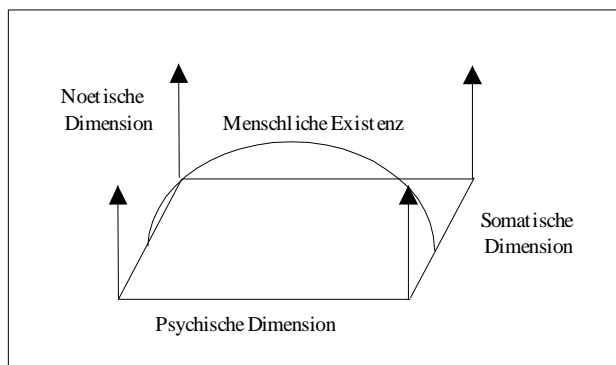 Noetische
Dimension
Menschliche Existenz
Somatische
Dimension
Psychische Dimension